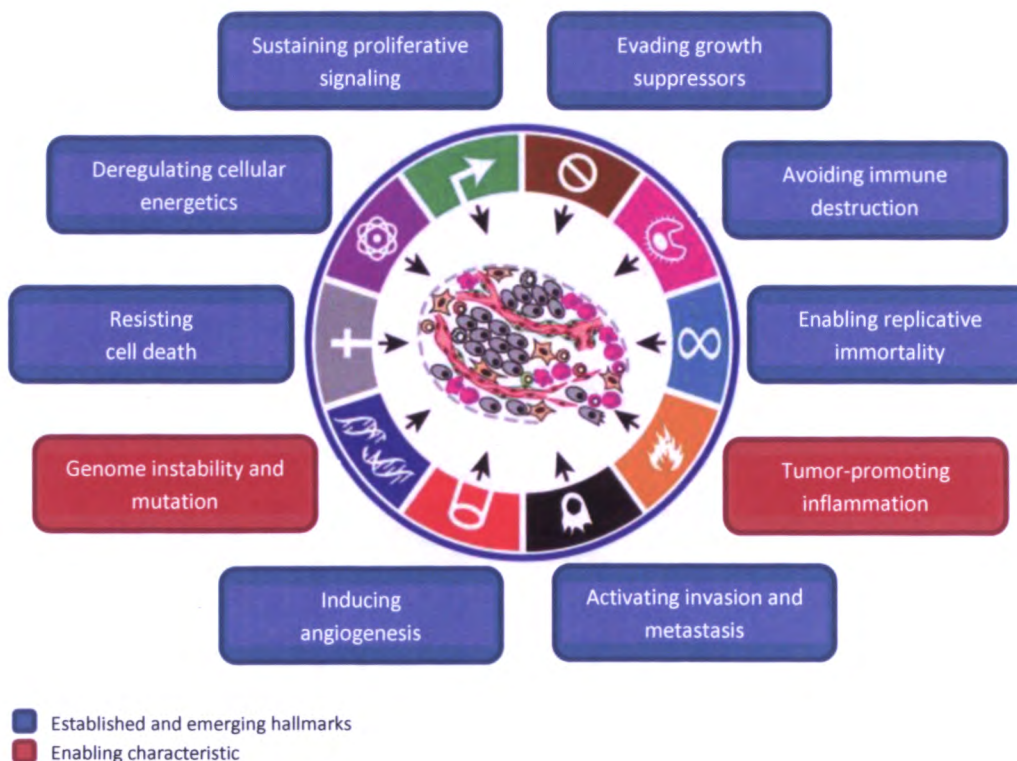 Sustaining proliferative
signaling
Evading growth
suppressors
Deregulating cellular
energetics
Avoiding immune
destruction
Resisting
cell death
Enabling replicative
immortality
Genome instability and
mutation
Tumor-promoting
inflammation
Inducing
angiogenesis
Activating invasion and
metastasis
Established and emerging hallmarks
Enabling characteristic